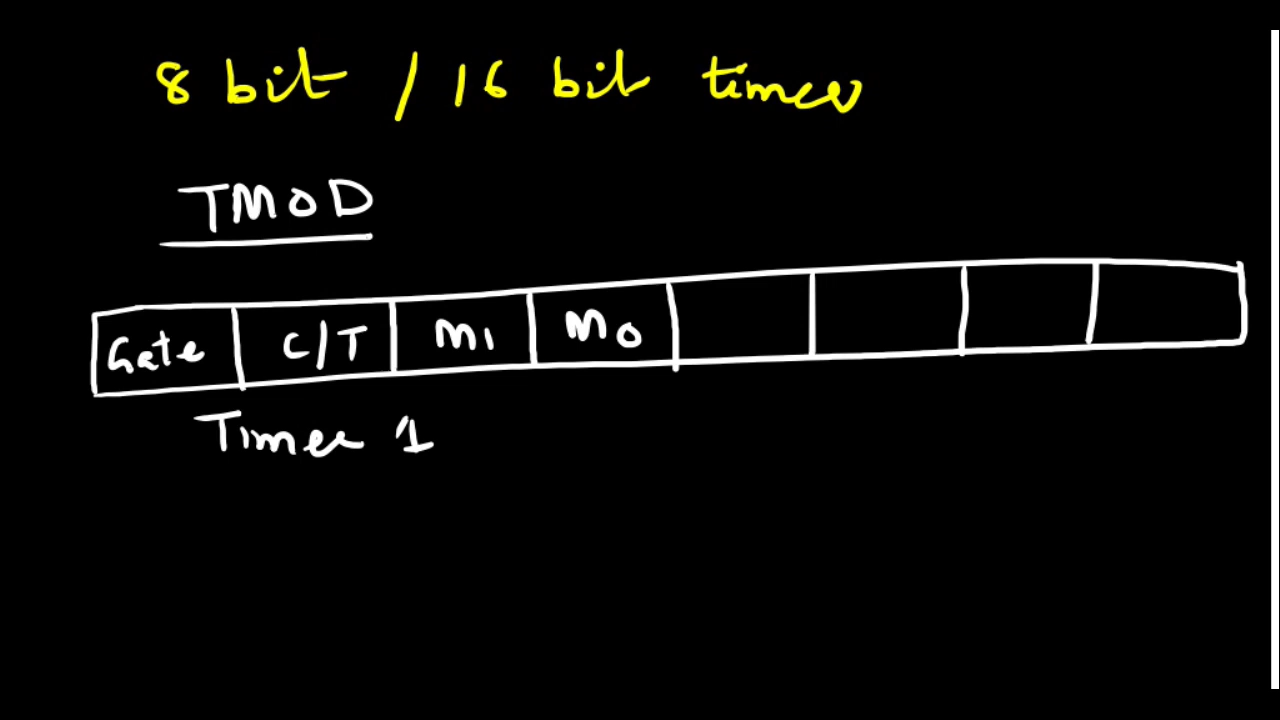 8 bit / 16 bit timer
TMOD
Gate C/T M1 M0
Timer 1